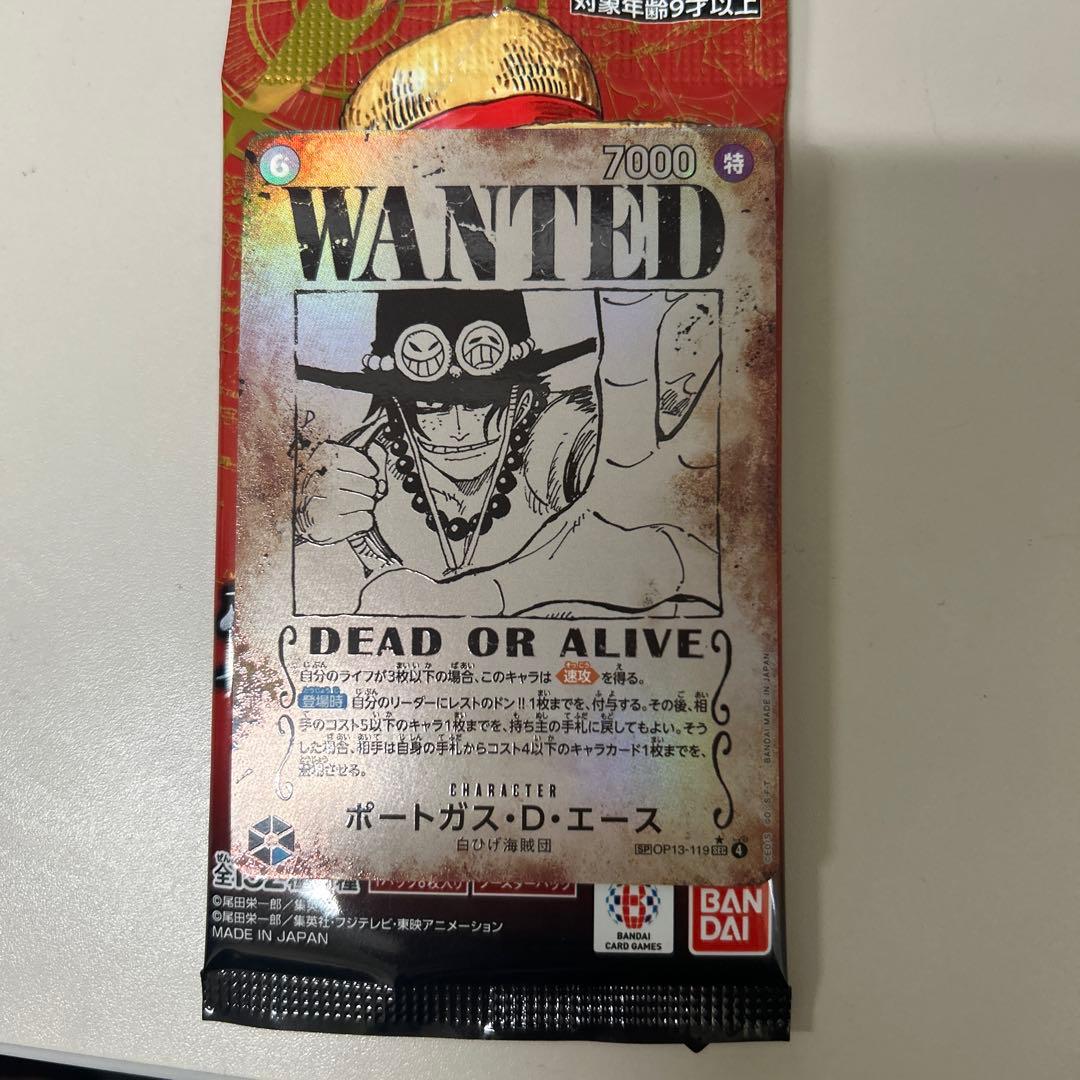 対象年齢9才以上
6
7000
特
WANTED
DEAD OR ALIVE
自分のライフが3枚以下の場合、このキャラは 速攻 を得る。
登場時 自分のリーダーにレストのドン!!1枚までを、付与する。その後、相
手のコスト5以下のキャラ1枚までを、持ち主の手札に戻してもよい。そう
した場合、相手は自身の手札からコスト4以下のキャラカード1枚までを、
登場させる。
CHARACTER
ポートガス・D・エース
白ひげ海賊団
SP OP13-119 SEC ★ 4
©E.O./S. ©E.O./S.,F,T BANDAI MADE IN JAPAN
©尾田栄一郎/集英社
©尾田栄一郎/集英社・フジテレビ・東映アニメーション
MADE IN JAPAN
BANDAI
CARD GAMES
BAN
DAI